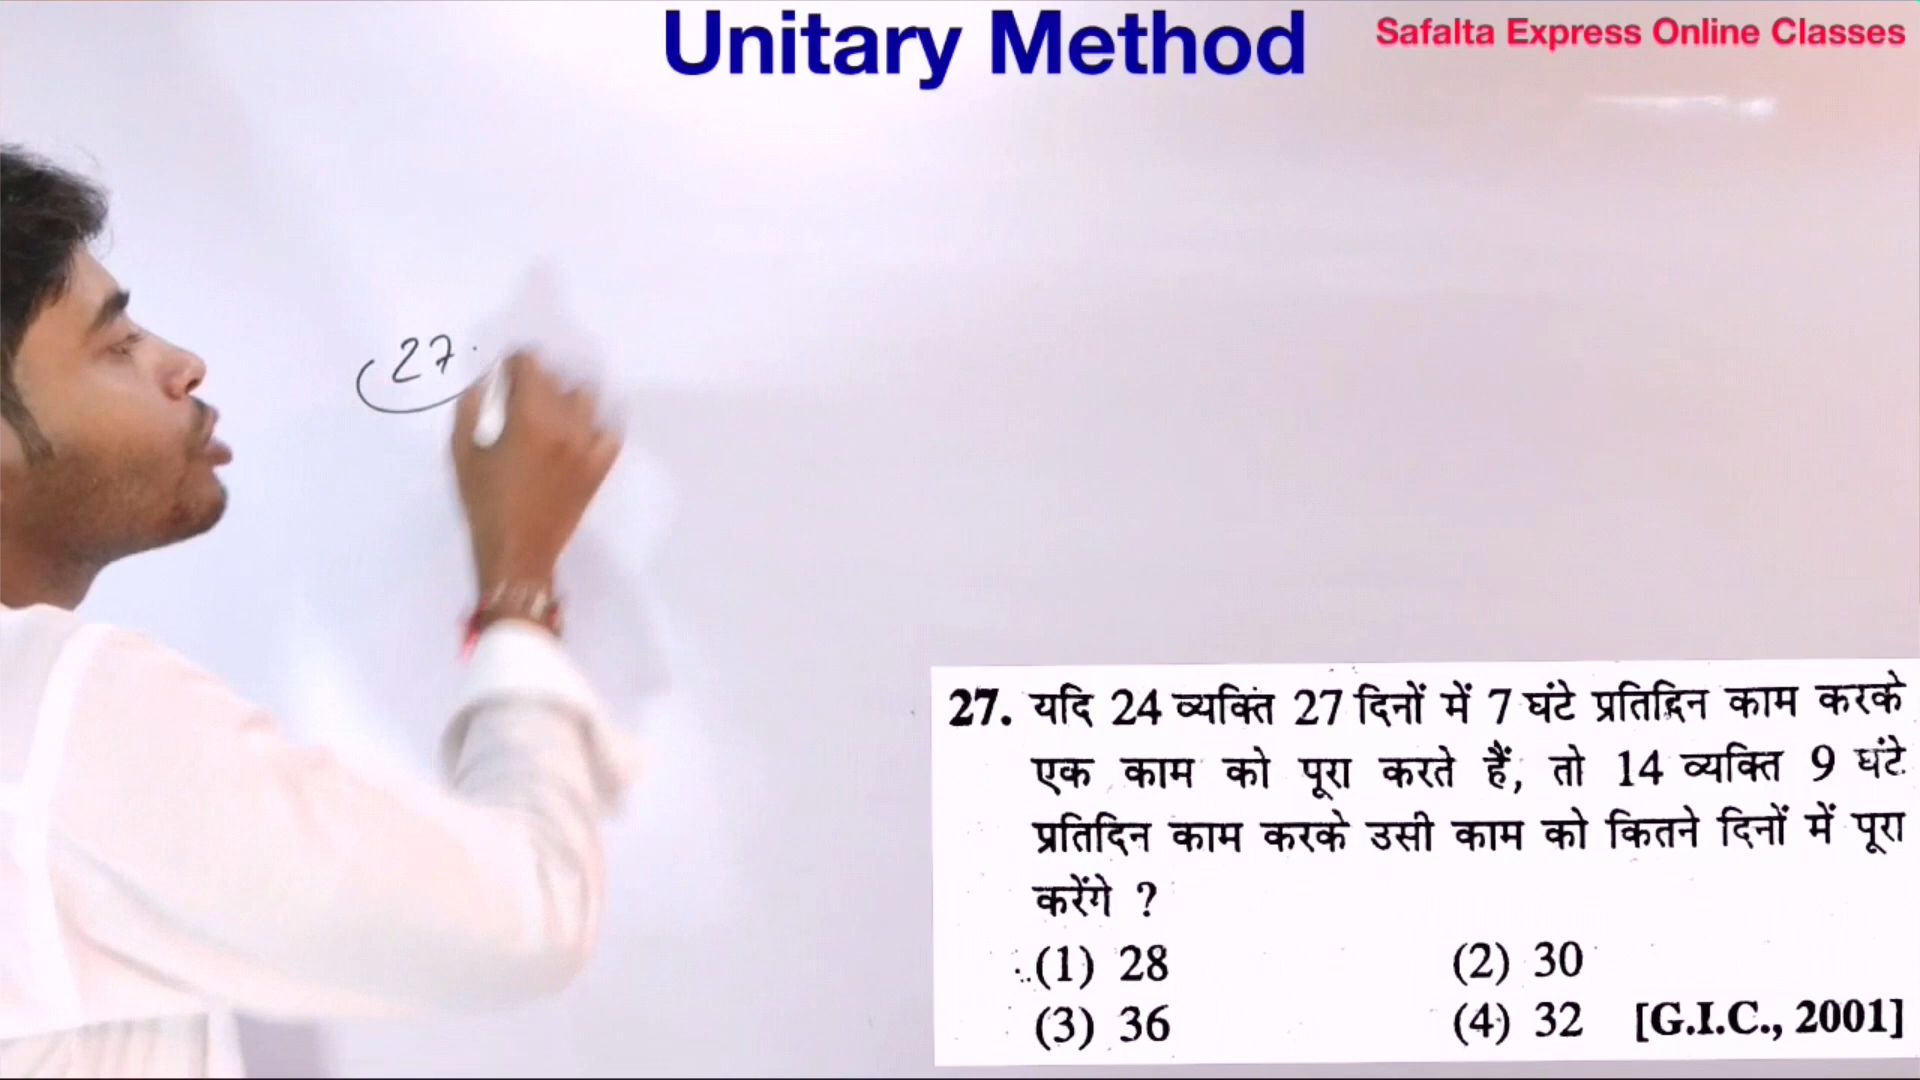 Unitary Method
Safalta Express Online Classes
27.
27. यदि 24 व्यक्ति 27 दिनों में 7 घंटे प्रतिदिन काम करके
एक काम को पूरा करते हैं, तो 14 व्यक्ति 9 घंटे
प्रतिदिन काम करके उसी काम को कितने दिनों में पूरा
करेंगे ?
(1) 28 (2) 30
(3) 36 (4) 32 [G.I.C., 2001]